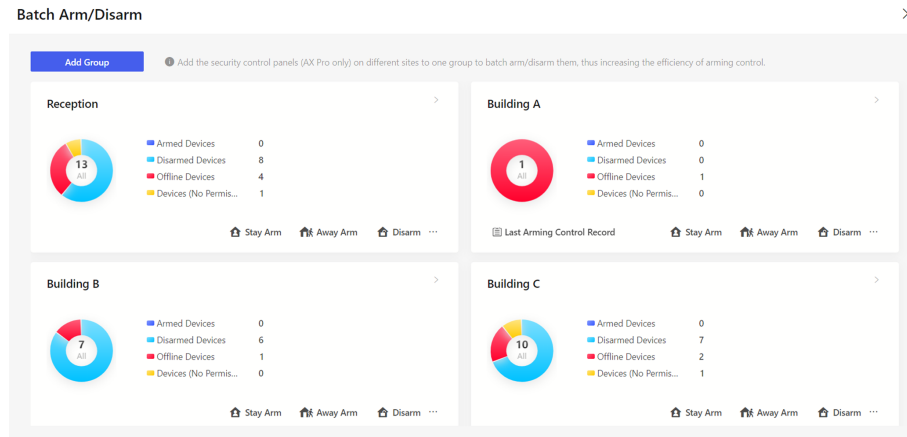 Batch Arm/Disarm
Add Group
Add the security control panels (AX Pro only) on different sites to one group to batch arm/disarm them, thus increasing the efficiency of arming control.
Reception
13
All
Armed Devices 0
Disarmed Devices 8
Offline Devices 4
Devices (No Permis... 1
Stay Arm Away Arm Disarm ...
Building A
1
All
Armed Devices 0
Disarmed Devices 0
Offline Devices 1
Devices (No Permis... 0
Last Arming Control Record Stay Arm Away Arm Disarm ...
Building B
7
All
Armed Devices 0
Disarmed Devices 6
Offline Devices 1
Devices (No Permis... 0
Stay Arm Away Arm Disarm ...
Building C
10
All
Armed Devices 0
Disarmed Devices 7
Offline Devices 2
Devices (No Permis... 1
Stay Arm Away Arm Disarm ...